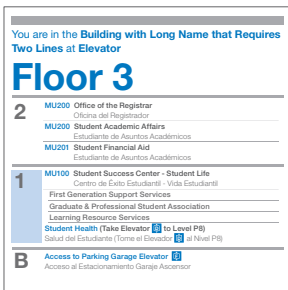 You are in the Building with Long Name that Requires
Two Lines at Elevator
Floor 3
2
MU200 Office of the Registrar
Oficina del Registrador
MU200 Student Academic Affairs
Estudiante de Asuntos Académicos
MU201 Student Financial Aid
Estudiante de Asuntos Académicos
1
MU100 Student Success Center - Student Life
Centro de Éxito Estudiantil - Vida Estudiantil
First Generation Support Services
Graduate & Professional Student Association
Learning Resource Services
Student Health (Take Elevator to Level P8)
Salud del Estudiante (Tome el Elevador al Nivel P8)
B
Access to Parking Garage Elevator
Acceso al Estacionamiento Garaje Ascensor